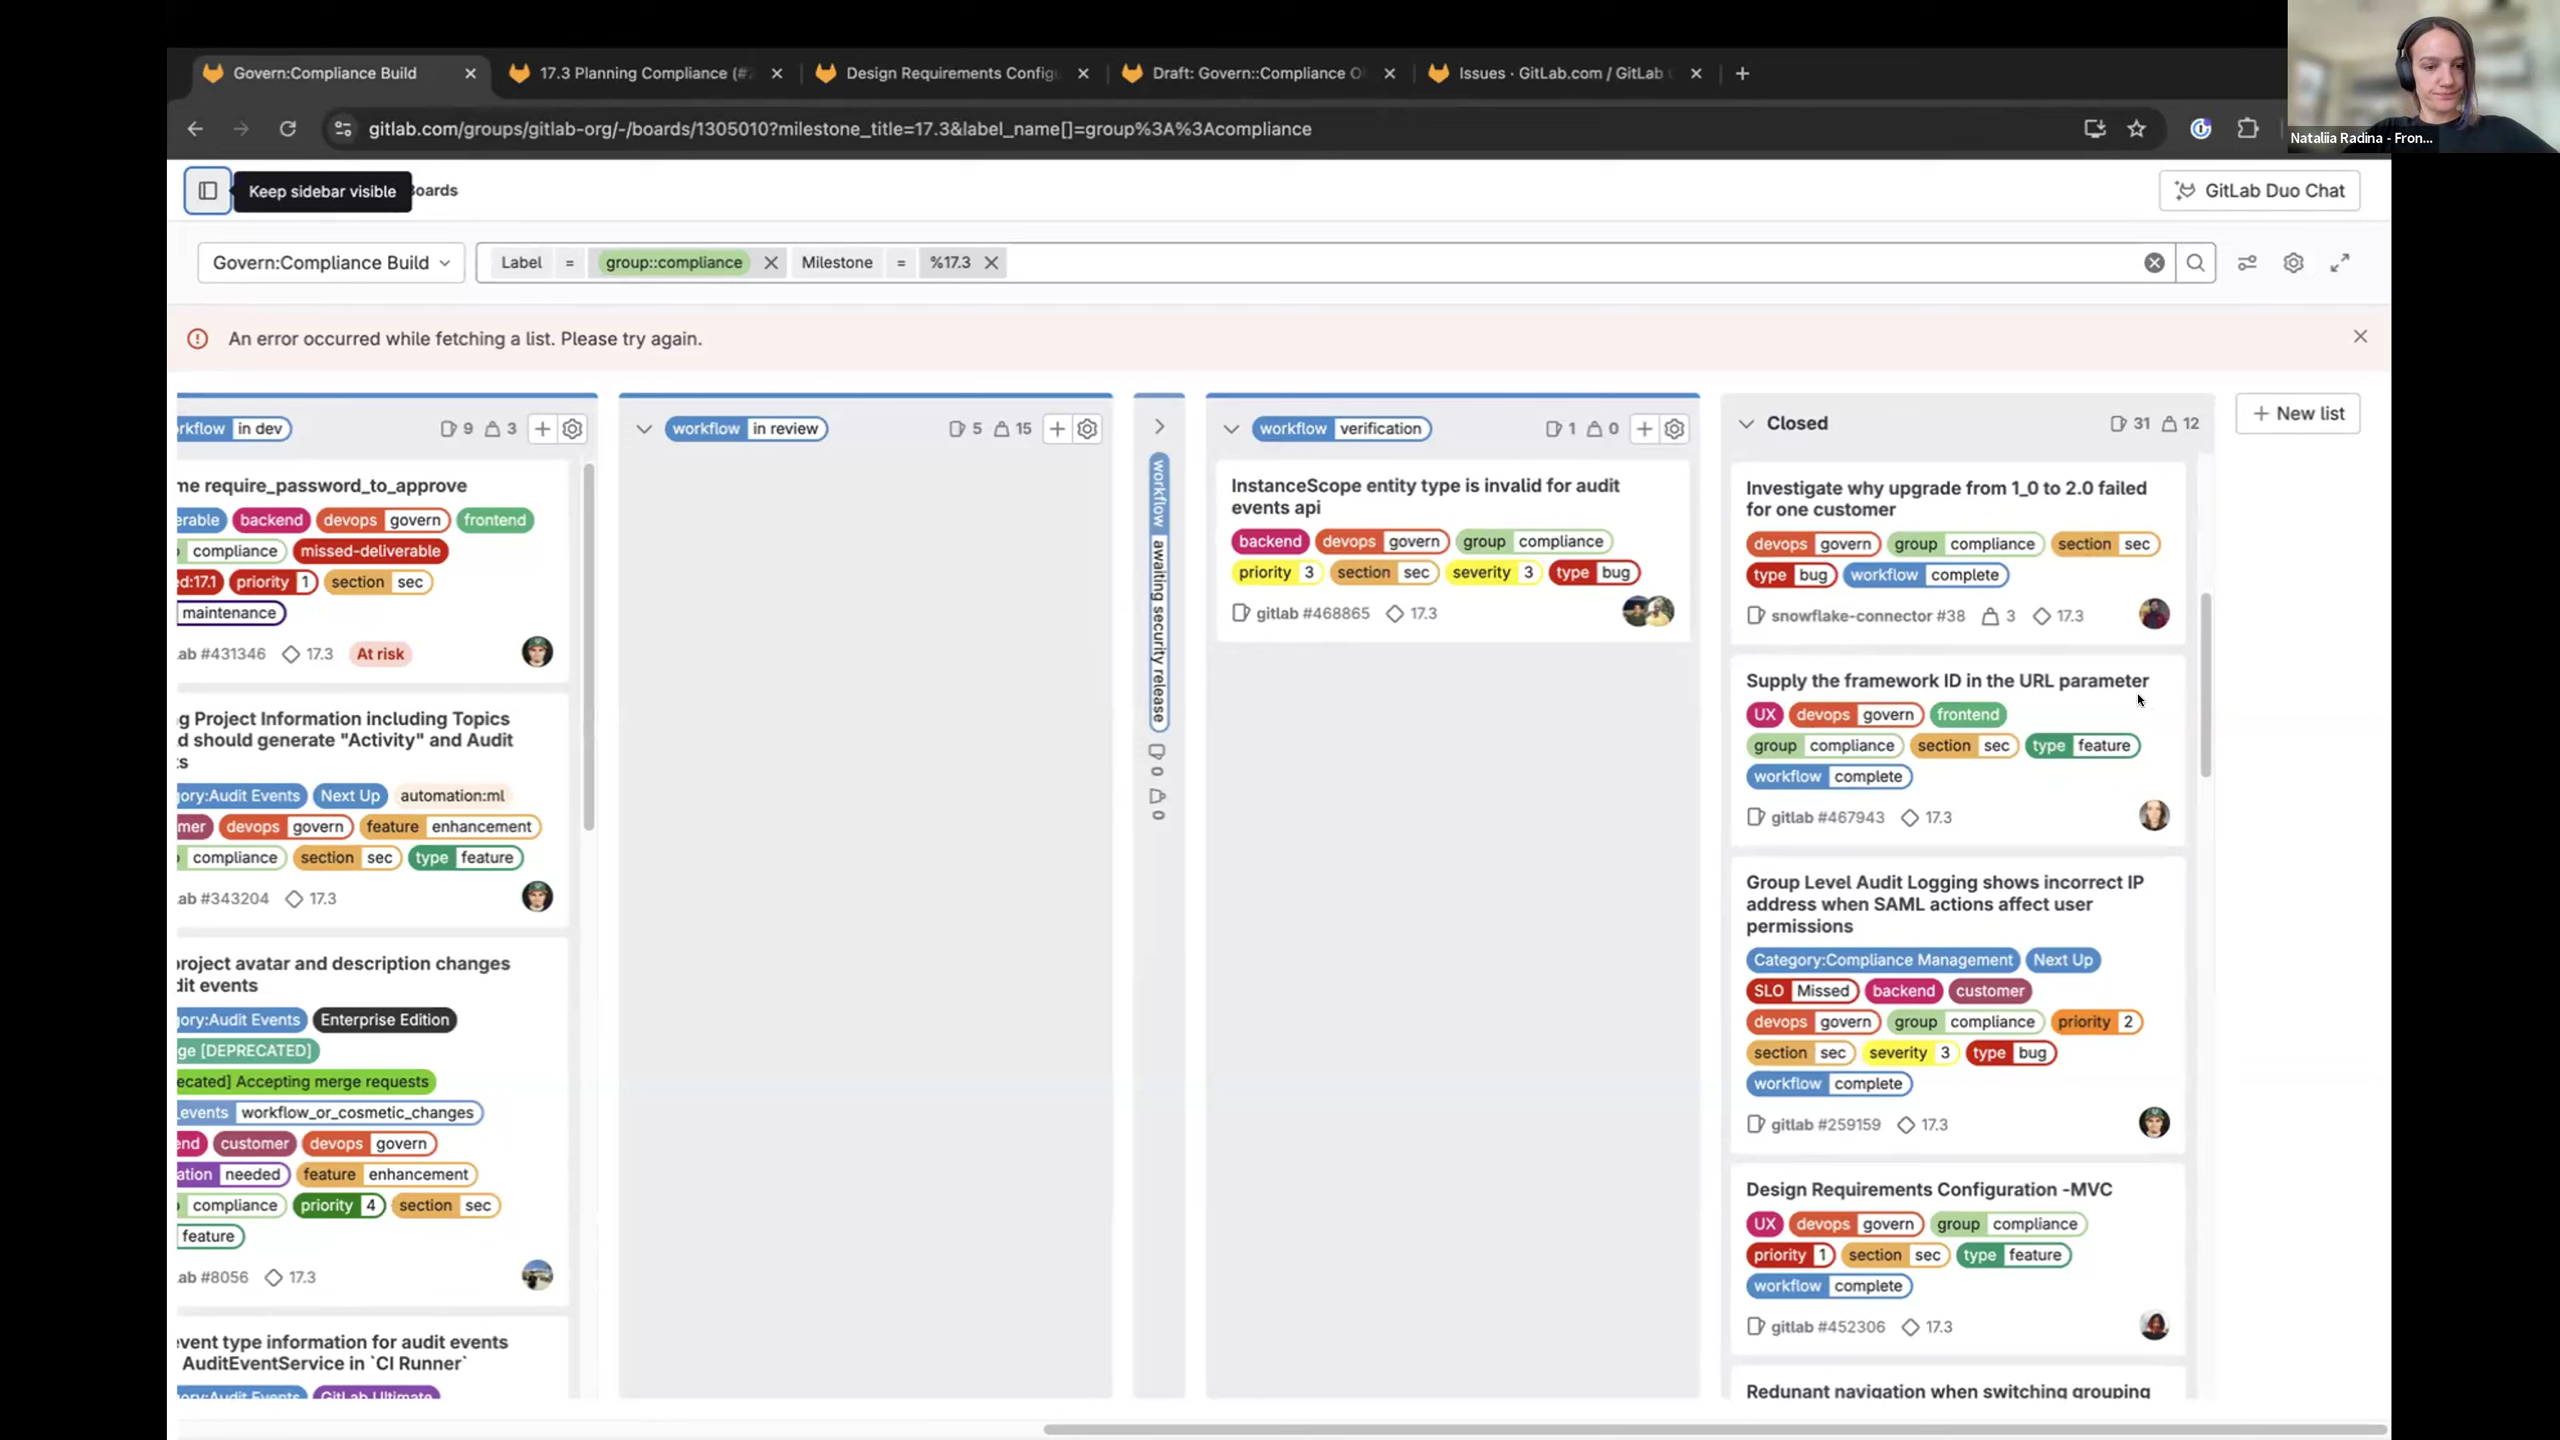 Govern:Compliance Build
17.3 Planning Compliance (#
Design Requirements Config
Draft: Govern::Compliance O
Issues · GitLab.com / GitLab
gitlab.com/groups/gitlab-org/-/boards/1305010?milestone_title=17.3&label_name[]=group%3A%3Acompliance
Nataliia Radina - Fron...
Keep sidebar visible
Boards
GitLab Duo Chat
Govern:Compliance Build
Label = group::compliance Milestone = %17.3
An error occurred while fetching a list. Please try again.
rkflow in dev 9 3
me require_password_to_approve
erable backend devops govern frontend
compliance missed-deliverable
ed:17.1 priority 1 section sec
maintenance
ab #431346 17.3 At risk
g Project Information including Topics
d should generate "Activity" and Audit
ts
gory:Audit Events Next Up automation:ml
mer devops govern feature enhancement
compliance section sec type feature
ab #343204 17.3
project avatar and description changes
dit events
gory:Audit Events Enterprise Edition
ge [DEPRECATED]
ecated] Accepting merge requests
_events workflow_or_cosmetic_changes
end customer devops govern
ation needed feature enhancement
compliance priority 4 section sec
feature
ab #8056 17.3
event type information for audit events
AuditEventService in `CI Runner`
gory:Audit Events GitLab Ultimate
workflow in review 5 15
workflow awaiting security release
0
0
workflow verification 1 0
InstanceScope entity type is invalid for audit
events api
backend devops govern group compliance
priority 3 section sec severity 3 type bug
gitlab #468865 17.3
Closed 31 12
New list
Investigate why upgrade from 1_0 to 2.0 failed
for one customer
devops govern group compliance section sec
type bug workflow complete
snowflake-connector #38 3 17.3
Supply the framework ID in the URL parameter
UX devops govern frontend
group compliance section sec type feature
workflow complete
gitlab #467943 17.3
Group Level Audit Logging shows incorrect IP
address when SAML actions affect user
permissions
Category:Compliance Management Next Up
SLO Missed backend customer
devops govern group compliance priority 2
section sec severity 3 type bug
workflow complete
gitlab #259159 17.3
Design Requirements Configuration -MVC
UX devops govern group compliance
priority 1 section sec type feature
workflow complete
gitlab #452306 17.3
Redunant navigation when switching grouping